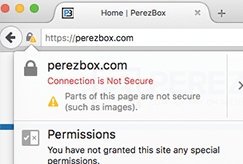 Home | PerezBox
https://perezbox.com
perezbox.com
Connection is Not Secure
Parts of this page are not secure
(such as images).
Permissions
You have not granted this site any special
permissions.